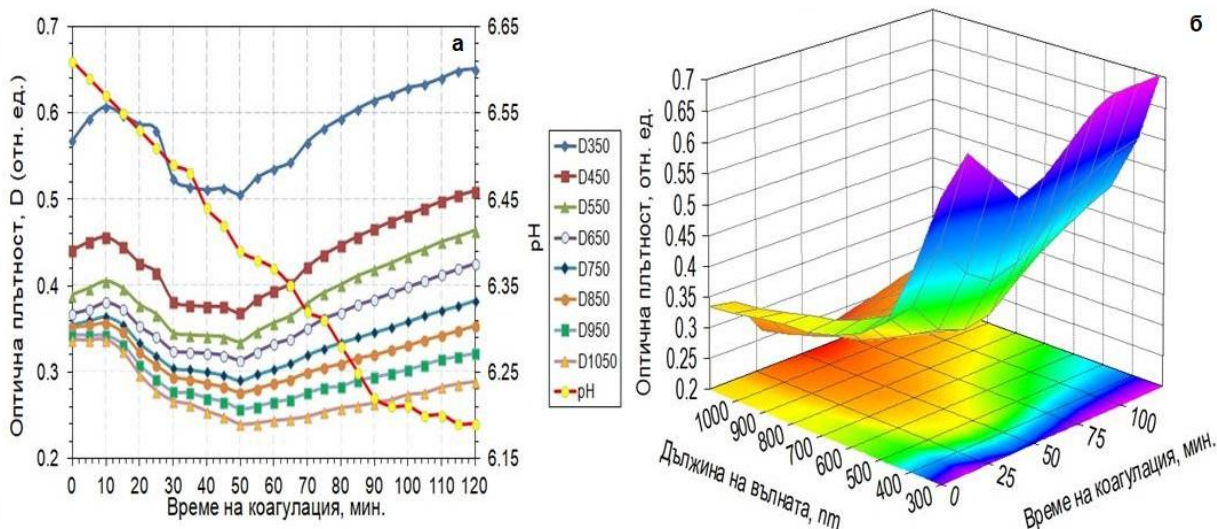 а
Оптична плътност, D (отн. ед.)
0.7
0.6
0.5
0.4
0.3
0.2
6.65
6.55
6.45
6.35
6.25
6.15
pH
0 10 20 30 40 50 60 70 80 90 100 110 120
Време на коагулация, мин.
D350
D450
D550
D650
D750
D850
D950
D1050
pH
б
Оптична плътност, отн. ед.
0.7
0.65
0.6
0.55
0.5
0.45
0.4
0.35
0.3
0.25
0.2
1000
900
800
700
600
500
400
300
Дължина на вълната, nm
0
25
50
75
100
Време на коагулация, мин.